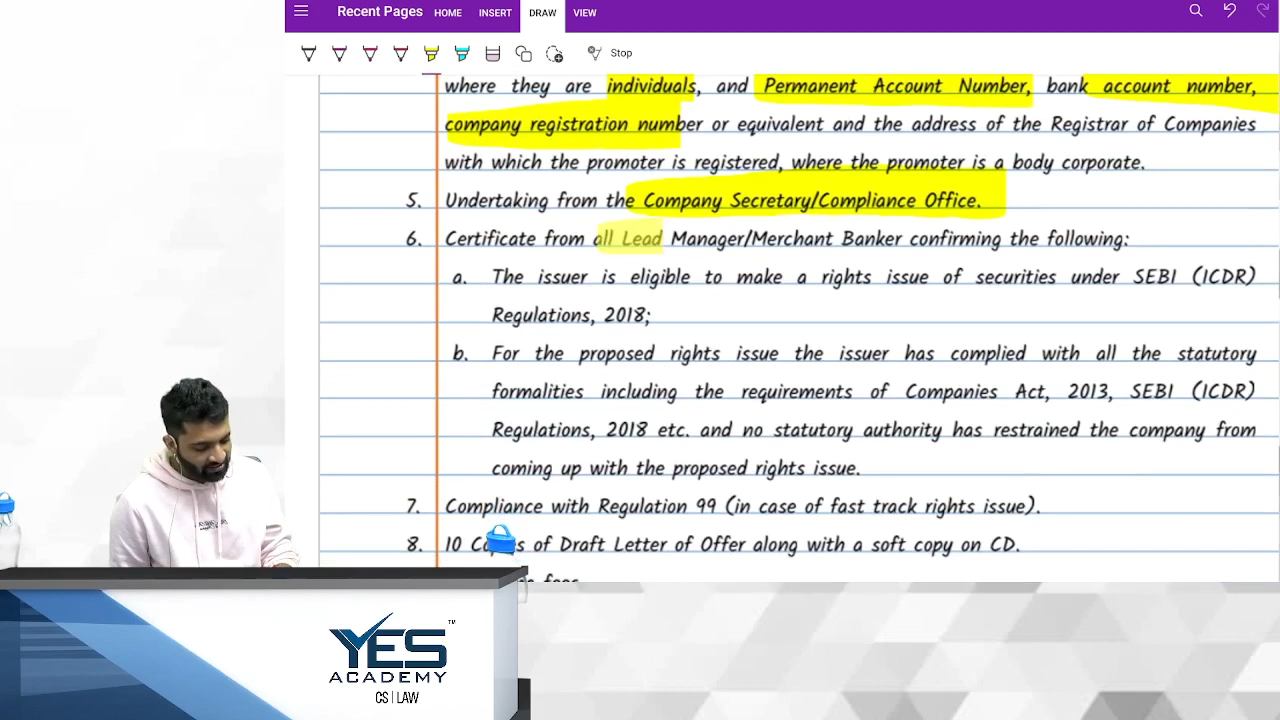 Recent Pages HOME INSERT DRAW VIEW
Stop
where they are individuals, and Permanent Account Number, bank account number,
company registration number or equivalent and the address of the Registrar of Companies
with which the promoter is registered, where the promoter is a body corporate.
5. Undertaking from the Company Secretary/Compliance Office.
6. Certificate from all Lead Manager/Merchant Banker confirming the following:
a. The issuer is eligible to make a rights issue of securities under SEBI (ICDR)
Regulations, 2018;
b. For the proposed rights issue the issuer has complied with all the statutory
formalities including the requirements of Companies Act, 2013, SEBI (ICDR)
Regulations, 2018 etc. and no statutory authority has restrained the company from
coming up with the proposed rights issue.
7. Compliance with Regulation 99 (in case of fast track rights issue).
8. 10 of Draft Letter of Offer along with a soft copy on CD.
fees
YES™
ACADEMY
CS | LAW